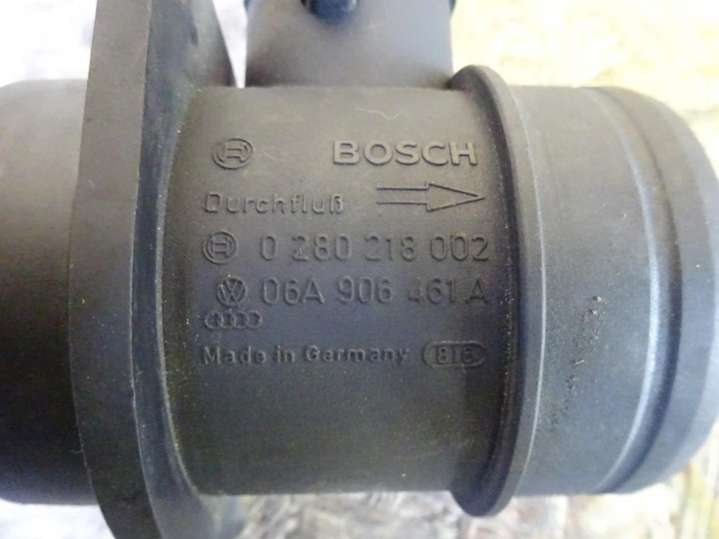 BOSCH
Durchfluß
0 280 218 002
06A 906 461 A
Made in Germany